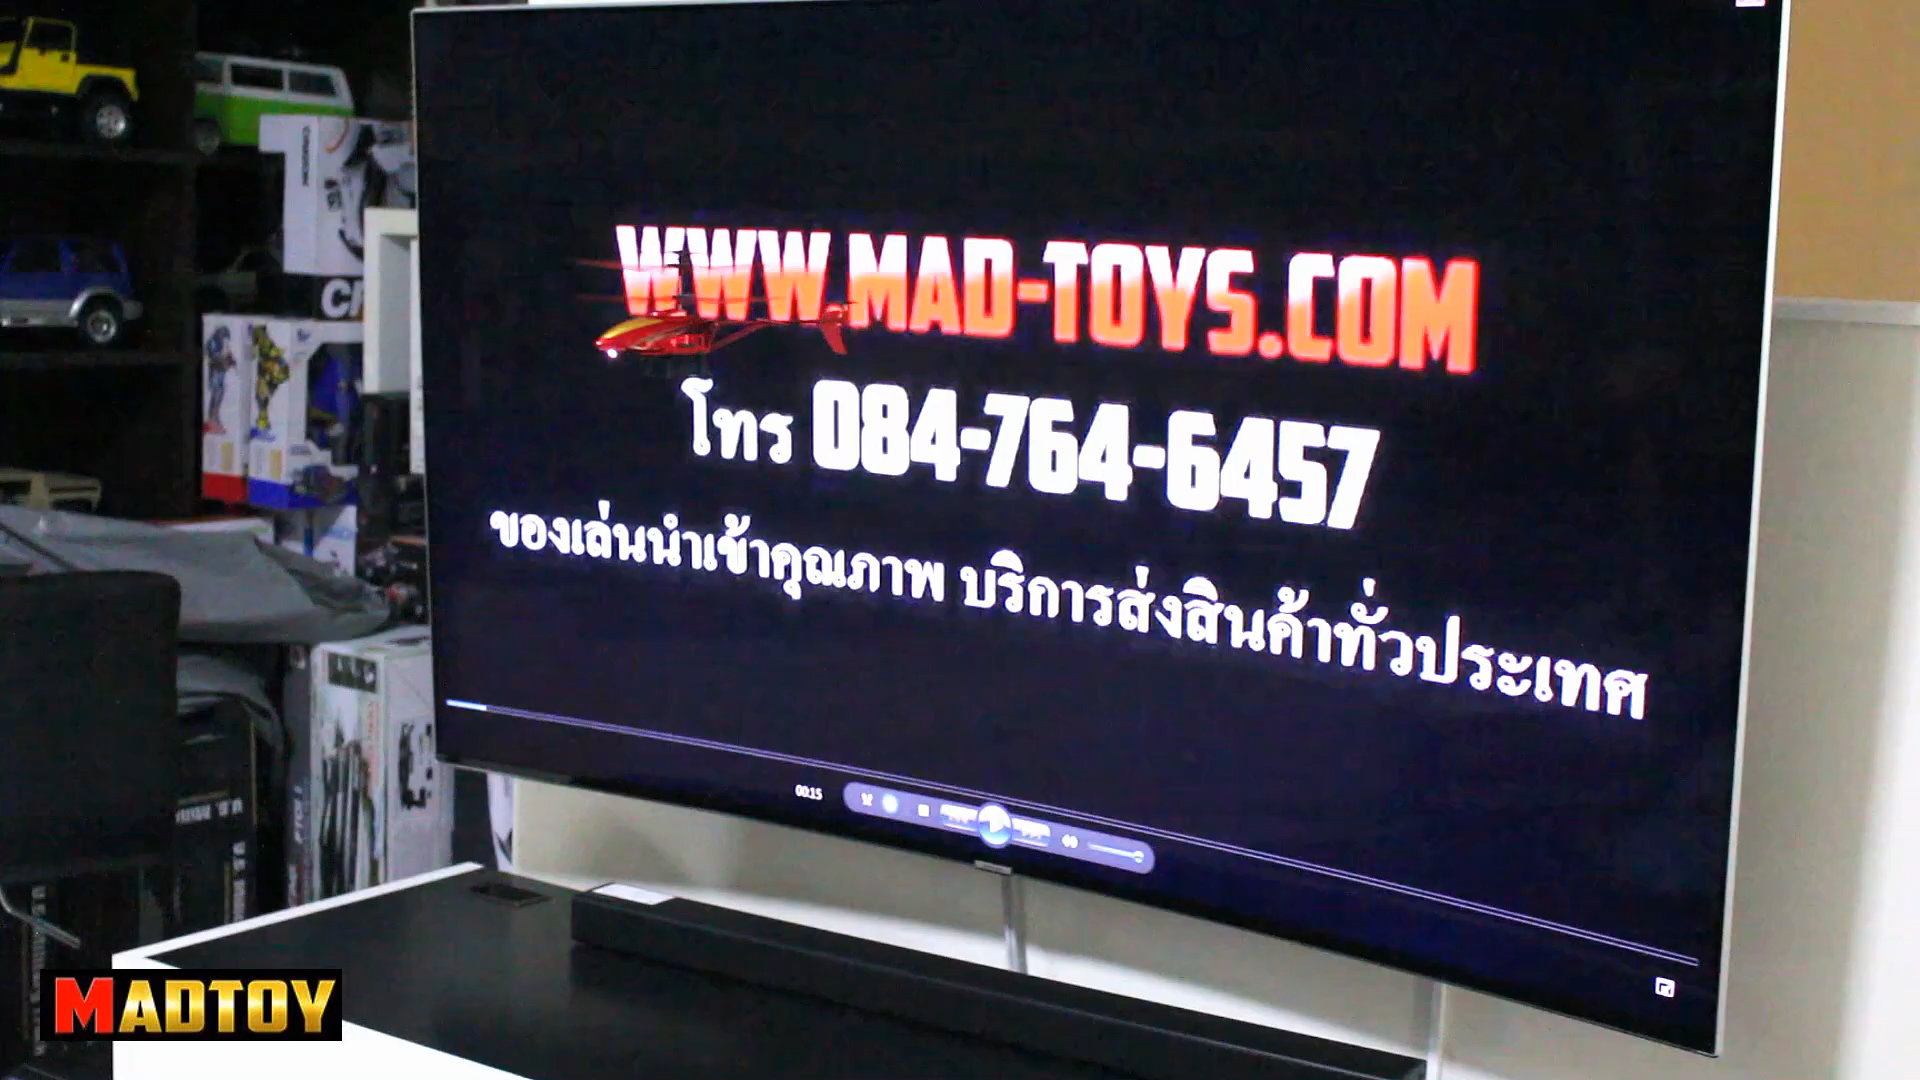 WWW.MAD-TOYS.COM
โทร 084-764-6457
ของเล่นนำเข้าคุณภาพ บริการส่งสินค้าทั่วประเทศ
00:15
MADTOY